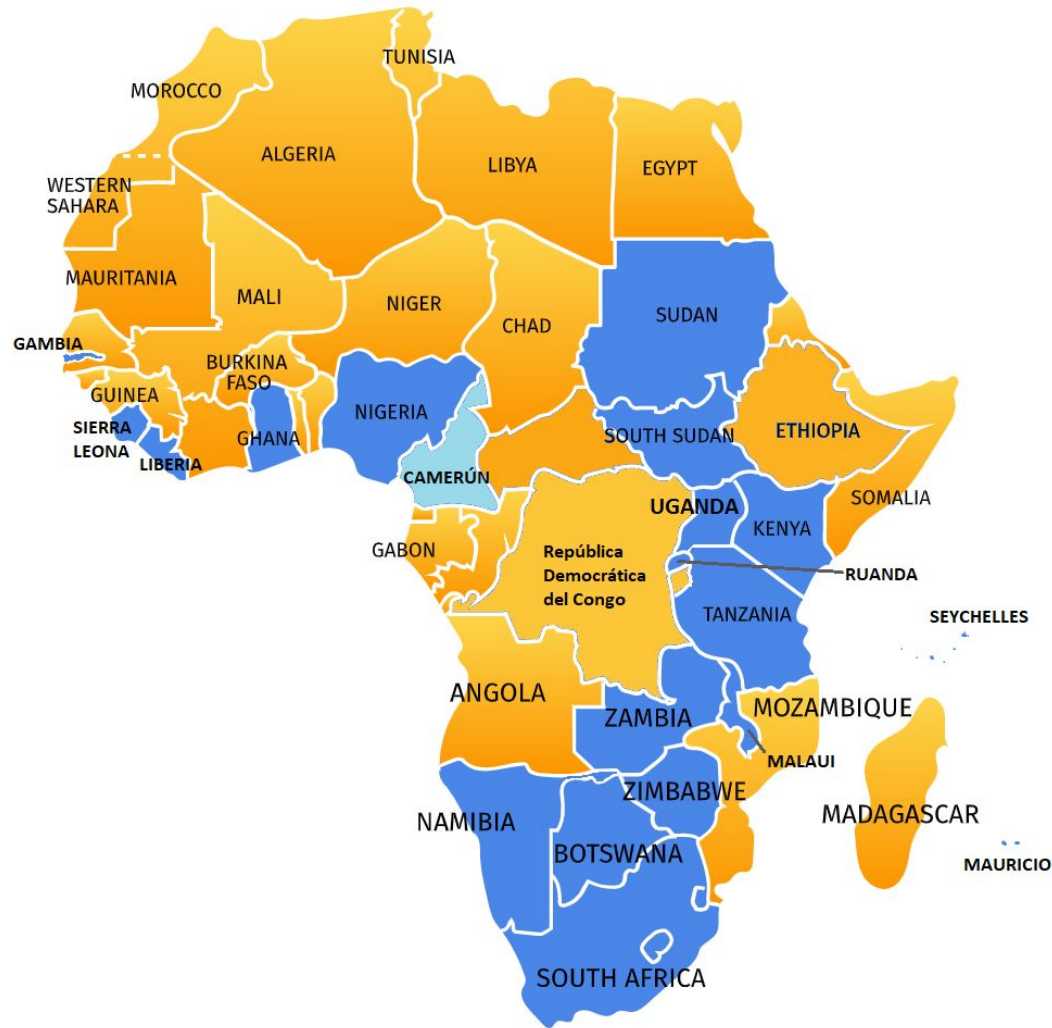 TUNISIA
MOROCCO
ALGERIA
LIBYA
EGYPT
WESTERN
SAHARA
MAURITANIA
MALI
NIGER
CHAD
SUDAN
GAMBIA
BURKINA
FASO
GUINEA
NIGERIA
SIERRA
LEONA
GHANA
SOUTH SUDAN
ETHIOPIA
LIBERIA
CAMERÚN
UGANDA
SOMALIA
KENYA
GABON
República
Democrática
del Congo
RUANDA
TANZANIA
SEYCHELLES
ANGOLA
ZAMBIA
MOZAMBIQUE
MALAUI
ZIMBABWE
MADAGASCAR
NAMIBIA
BOTSWANA
MAURICIO
SOUTH AFRICA